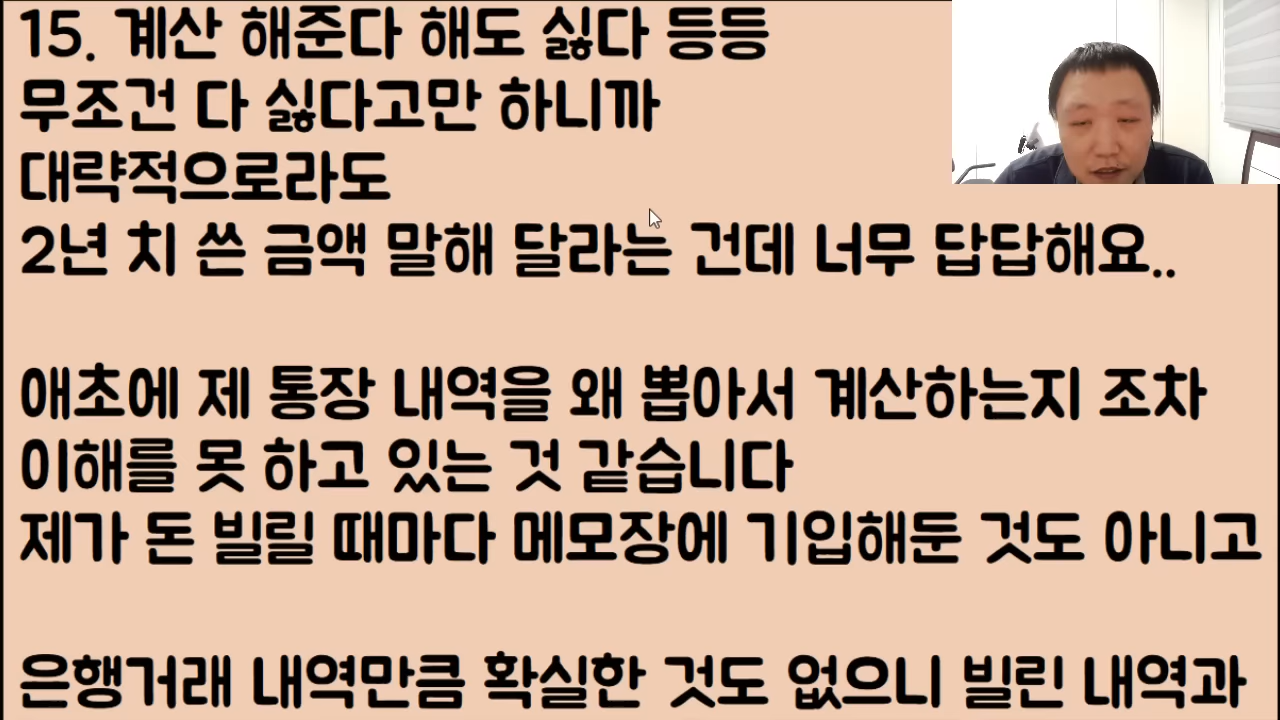 15. 계산 해준다 해도 싫다 등등
무조건 다 싫다고만 하니까
대략적으로라도
2년 치 쓴 금액 말해 달라는 건데 너무 답답해요..
애초에 제 통장 내역을 왜 뽑아서 계산하는지 조차
이해를 못 하고 있는 것 같습니다
제가 돈 빌릴 때마다 메모장에 기입해둔 것도 아니고
은행거래 내역만큼 확실한 것도 없으니 빌린 내역과